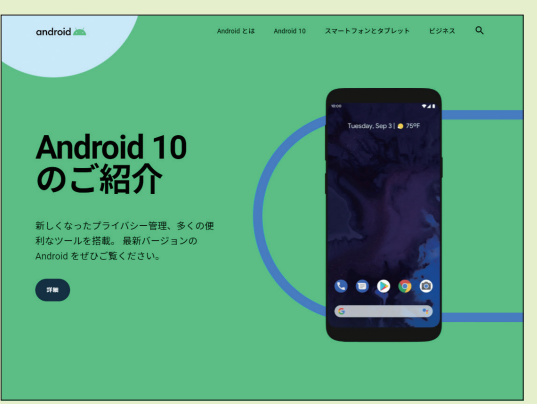 android
Android とは Android 10 スマートフォンとタブレット ビジネス
10:00
Tuesday, Sep 3 | 75°F
Android 10
のご紹介
新しくなったプライバシー管理、多くの便
利なツールを搭載。 最新バージョンの
Android をぜひご覧ください。
詳細
G